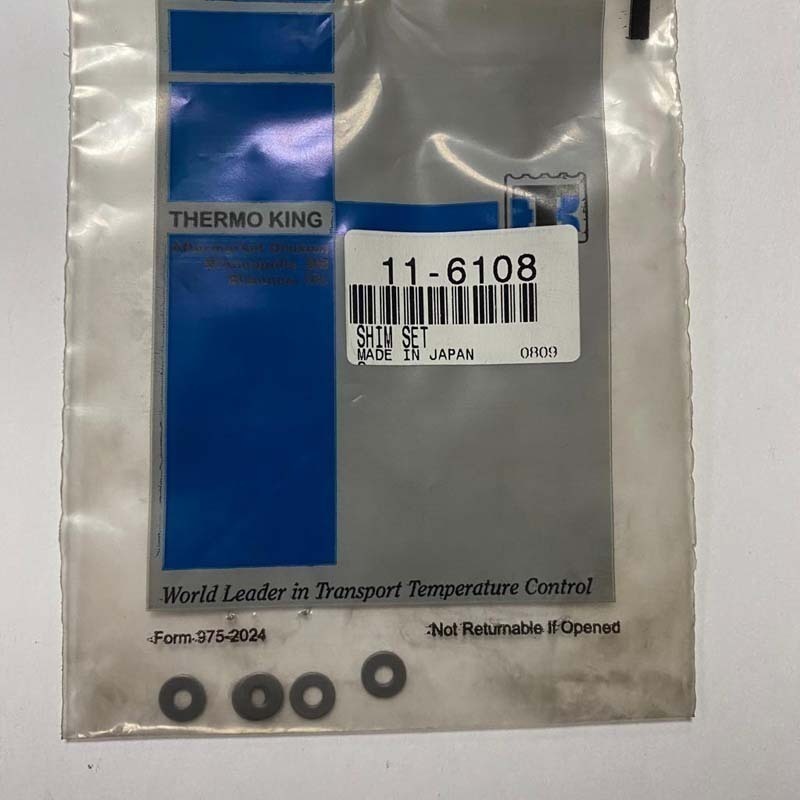 THERMO KING
11-6108
SHIM SET
MADE IN JAPAN 0809
World Leader in Transport Temperature Control
Form 975-2024
Not Returnable If Opened